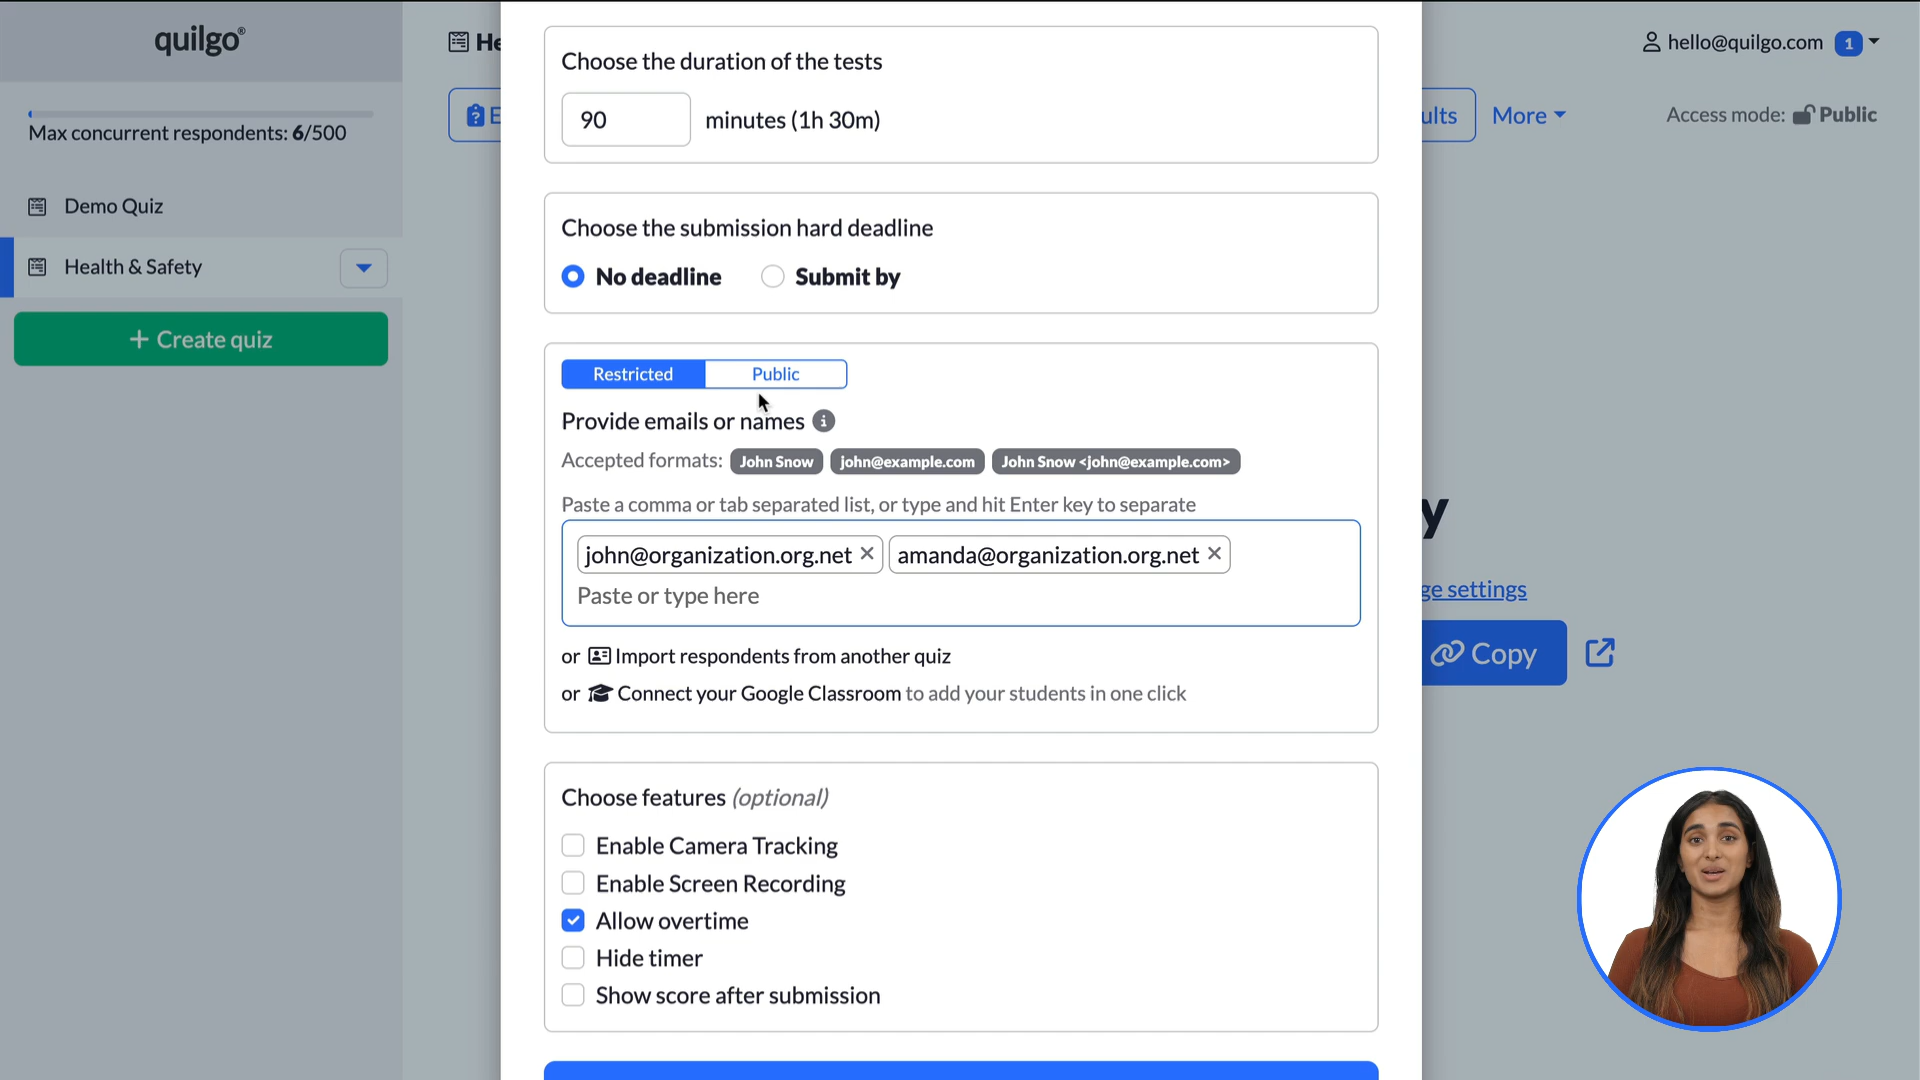 quilgo®
Max concurrent respondents: 6/500
Demo Quiz
Health & Safety
+ Create quiz
He
E
Choose the duration of the tests
90 minutes (1h 30m)
Choose the submission hard deadline
No deadline Submit by
Restricted Public
Provide emails or names
Accepted formats: John Snow john@example.com John Snow <john@example.com>
Paste a comma or tab separated list, or type and hit Enter key to separate
john@organization.org.net × amanda@organization.org.net ×
Paste or type here
or Import respondents from another quiz
or Connect your Google Classroom to add your students in one click
Choose features (optional)
Enable Camera Tracking
Enable Screen Recording
Allow overtime
Hide timer
Show score after submission
hello@quilgo.com 1
ults More Access mode: Public
y
ge settings
Copy